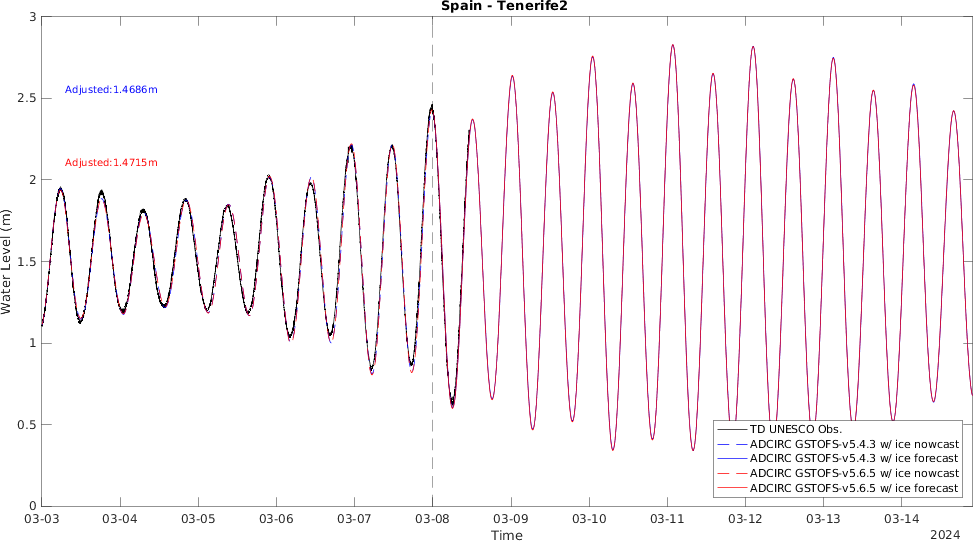 Spain - Tenerife2
3
2.5
2
1.5
1
0.5
0
Water Level (m)
Adjusted:1.4686m
Adjusted:1.4715m
TD UNESCO Obs.
ADCIRC GSTOFS-v5.4.3 w/ ice nowcast
ADCIRC GSTOFS-v5.4.3 w/ ice forecast
ADCIRC GSTOFS-v5.6.5 w/ ice nowcast
ADCIRC GSTOFS-v5.6.5 w/ ice forecast
03-03 03-04 03-05 03-06 03-07 03-08 03-09 03-10 03-11 03-12 03-13 03-14
Time
2024